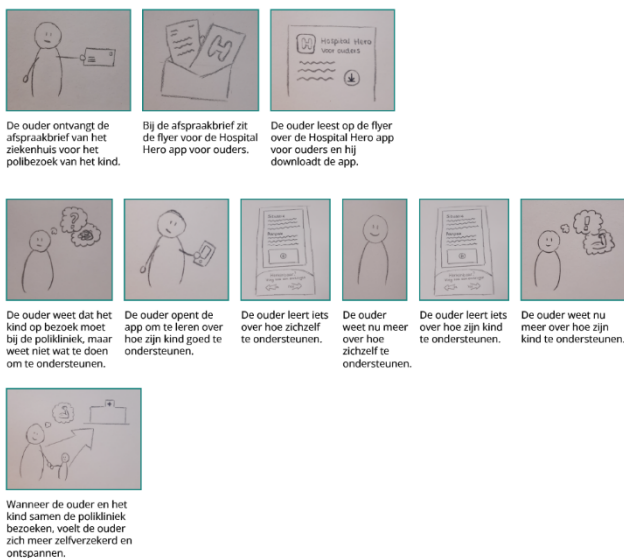 H Hospital Hero
voor ouders
De ouder ontvangt de
afspraakbrief van het
ziekenhuis voor het
polibezoek van het kind.
Bij de afspraakbrief zit
de flyer voor de Hospital
Hero app voor ouders.
De ouder leest op de flyer
over de Hospital Hero app
voor ouders en hij
downloadt de app.
De ouder weet dat het
kind op bezoek moet
bij de polikliniek, maar
weet niet wat te doen
om te ondersteunen.
De ouder opent de
app om te leren over
hoe zijn kind goed te
ondersteunen.
De ouder leert iets
over hoe zichzelf
te ondersteunen.
De ouder
weet nu meer
over hoe
zichzelf te
ondersteunen.
De ouder leert iets
over hoe zijn kind
te ondersteunen.
De ouder weet nu
meer over hoe zijn
kind te ondersteunen.
Wanneer de ouder en het
kind samen de polikliniek
bezoeken, voelt de ouder
zich meer zelfverzekerd en
ontspannen.